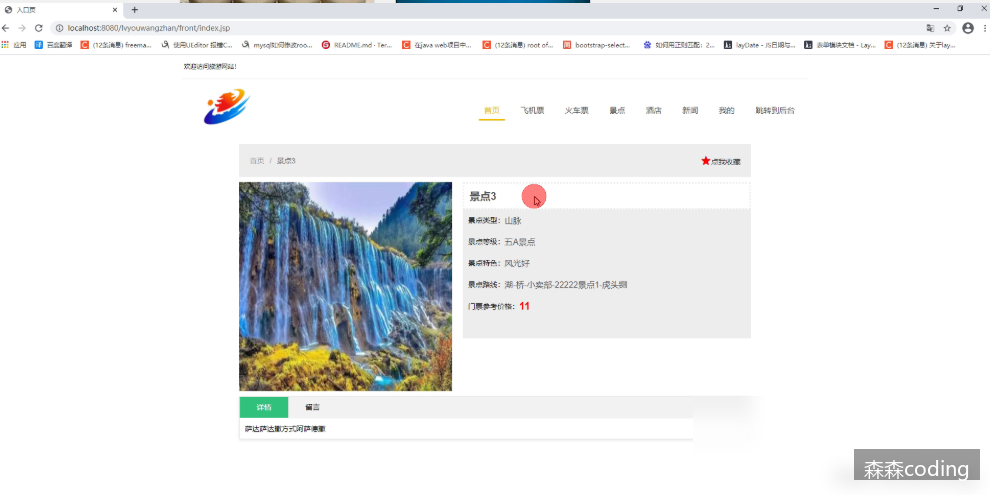 入口页
localhost:8080/lvyouwangzhan/front/index.jsp
应用 百度翻译 (12条消息) freema... 使用UEditor 报错C... mysql如何修改roo... README.md · Ter... 在java web项目中... (12条消息) root of... bootstrap-select... 如何用正则匹配：2... layDate - JS日期与... 表单模块文档 - Lay... (12条消息) 关于lay...
欢迎访问旅游网站！
首页 飞机票 火车票 景点 酒店 新闻 我的 跳转到后台
首页 / 景点3
点我收藏
景点3
景点类型： 山脉
景点等级： 五A景点
景点特色： 风光好
景点路线： 湖-桥-小卖部-22222景点1-虎头狮
门票参考价格： 11
详情 留言
萨达萨达撒方式阿萨德撒
森森coding